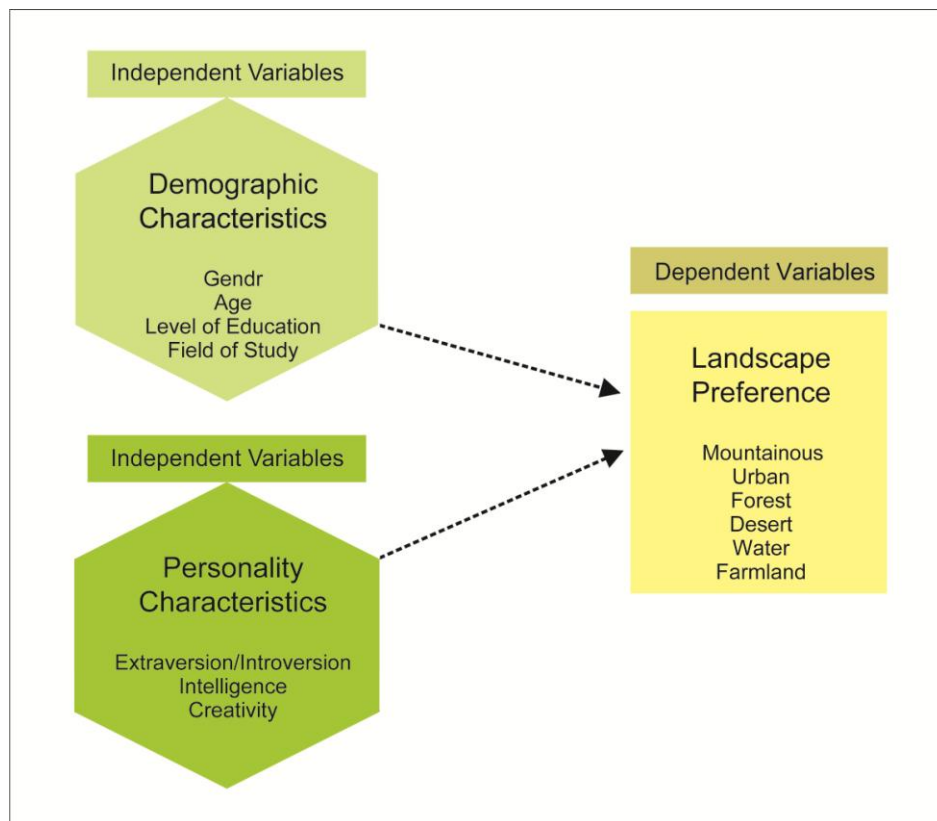 Independent Variables
Demographic
Characteristics
Gendr
Age
Level of Education
Field of Study
Independent Variables
Personality
Characteristics
Extraversion/Introversion
Intelligence
Creativity
Dependent Variables
Landscape
Preference
Mountainous
Urban
Forest
Desert
Water
Farmland